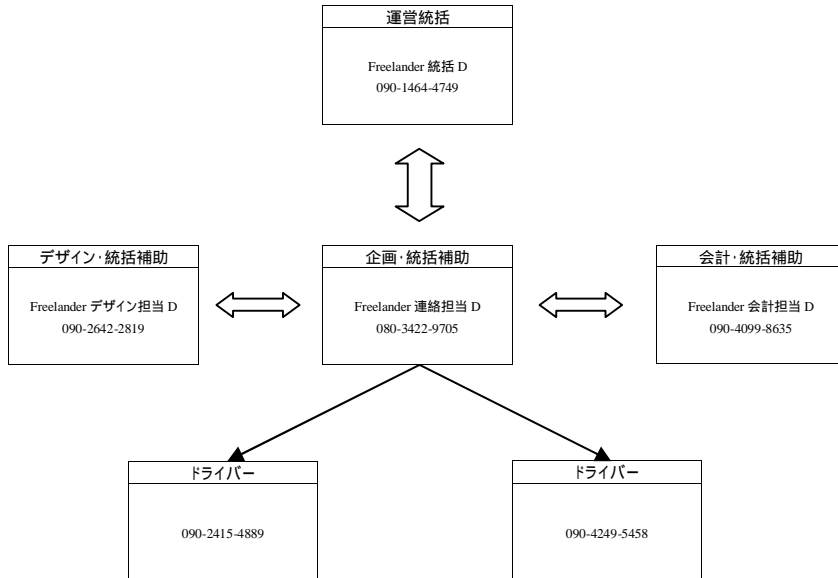 運営統括
Freelander 統括 D
090-1464-4749
デザイン･統括補助
Freelander デザイン担当 D
090-2642-2819
企画･統括補助
Freelander 連絡担当 D
080-3422-9705
会計･統括補助
Freelander 会計担当 D
090-4099-8635
ドライバー
090-2415-4889
ドライバー
090-4249-5458